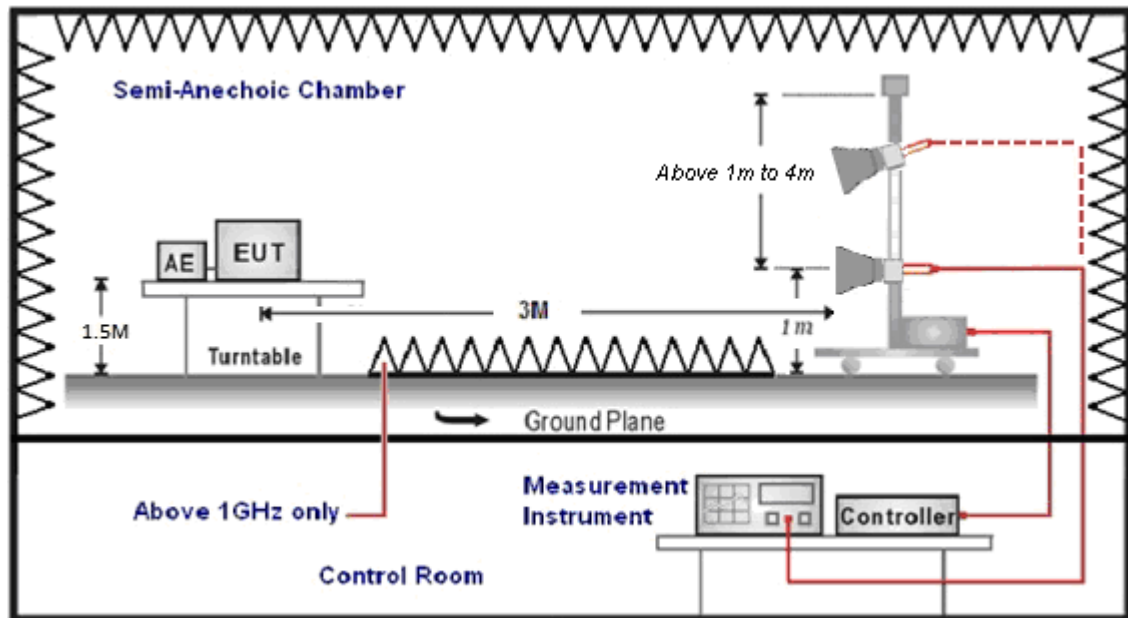 Semi-Anechoic Chamber
Above 1m to 4m
AE
EUT
3M
1.5M
1m
Turntable
Ground Plane
Above 1GHz only
Measurement
Instrument
Controller
Control Room